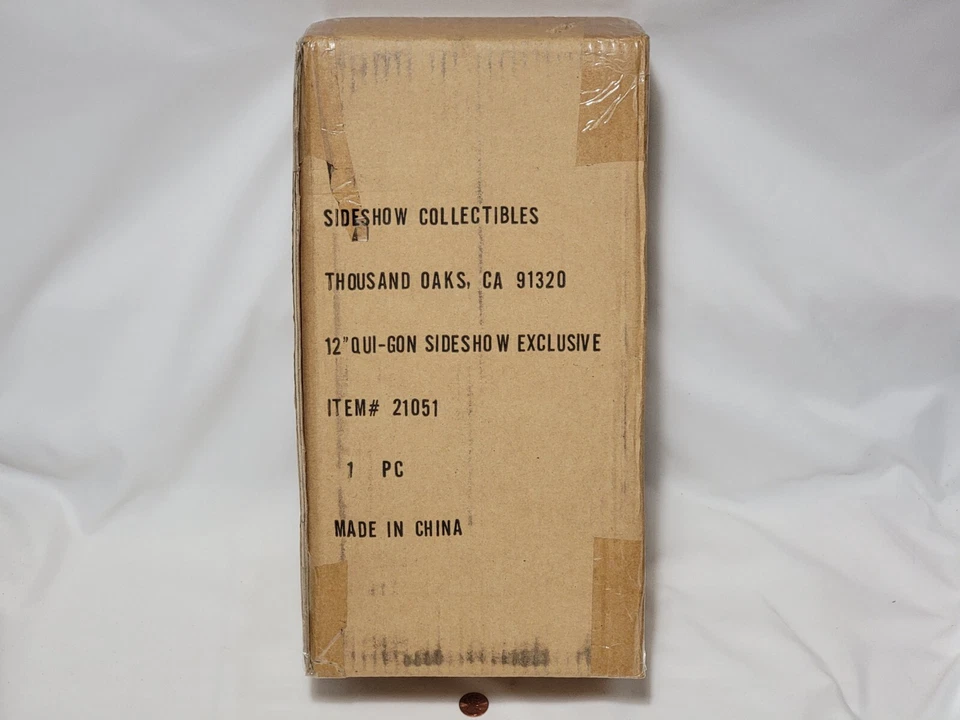 SIDESHOW COLLECTIBLES
THOUSAND OAKS, CA 91320
12" QUI-GON SIDESHOW EXCLUSIVE
ITEM# 21051
1 PC
MADE IN CHINA